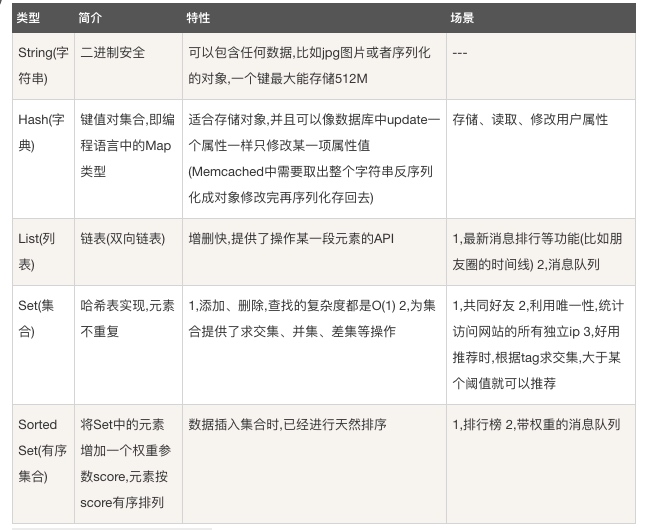 类型 简介 特性 场景
String(字 二进制安全 可以包含任何数据,比如jpg图片或者序列化 ---
符串) 的对象,一个键最大能存储512M
Hash(字 键值对集合,即编 适合存储对象,并且可以像数据库中update一 存储、读取、修改用户属性
典) 程语言中的Map 个属性一样只修改某一项属性值
类型 (Memcached中需要取出整个字符串反序列
化成对象修改完再序列化存回去)
List(列 链表(双向链表) 增删快,提供了操作某一段元素的API 1,最新消息排行等功能(比如朋
表) 友圈的时间线) 2,消息队列
Set(集 哈希表实现,元素 1,添加、删除,查找的复杂度都是O(1) 2,为集 1,共同好友 2,利用唯一性,统计
合) 不重复 合提供了求交集、并集、差集等操作 访问网站的所有独立ip 3,好用
推荐时,根据tag求交集,大于某
个阈值就可以推荐
Sorted 将Set中的元素 数据插入集合时,已经进行天然排序 1,排行榜 2,带权重的消息队列
Set(有序 增加一个权重参
集合) 数score,元素按
score有序排列